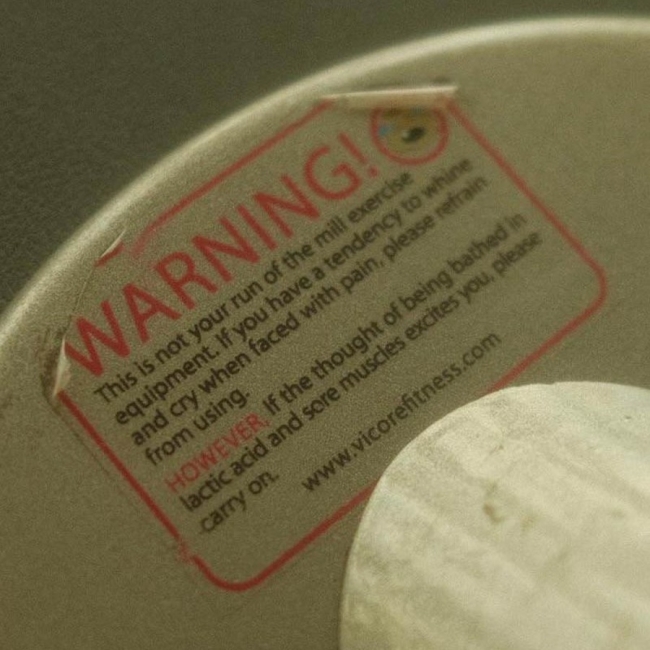 WARNING!
This is not your run of the mill exercise
equipment. If you have a tendency to whine
and cry when faced with pain, please refrain
from using.
HOWEVER, If the thought of being bathed in
lactic acid and sore muscles excites you, please
carry on.
www.vicorefitness.com